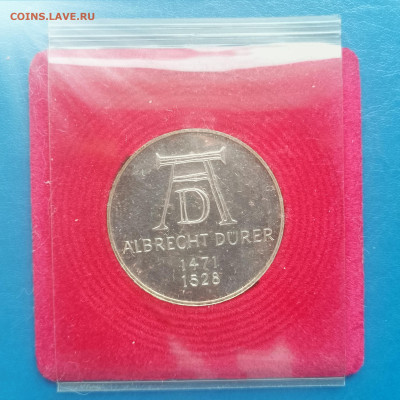 COINS.LAVE.RU
AD
ALBRECHT DÜRER
1471
1528